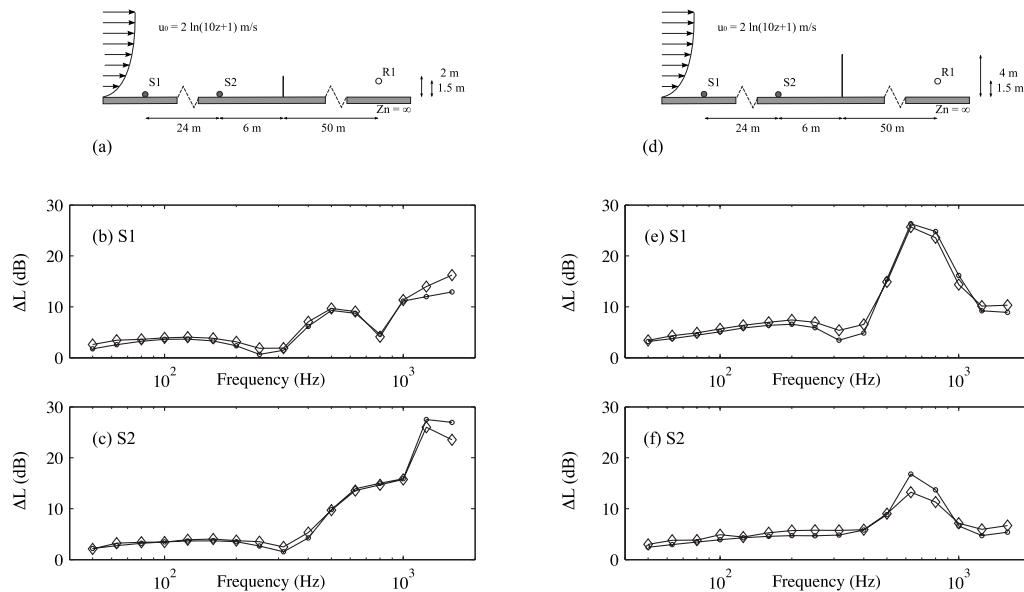 u₀ = 2 ln(10z+1) m/s
S1
S2
R1
2 m
1.5 m
Zn = ∞
24 m
6 m
50 m
(a)
u₀ = 2 ln(10z+1) m/s
S1
S2
R1
4 m
1.5 m
Zn = ∞
24 m
6 m
50 m
(d)
(b) S1
ΔL (dB)
30
20
10
0
10²
Frequency (Hz)
10³
(e) S1
ΔL (dB)
30
20
10
0
10²
Frequency (Hz)
10³
(c) S2
ΔL (dB)
30
20
10
0
10²
Frequency (Hz)
10³
(f) S2
ΔL (dB)
30
20
10
0
10²
Frequency (Hz)
10³